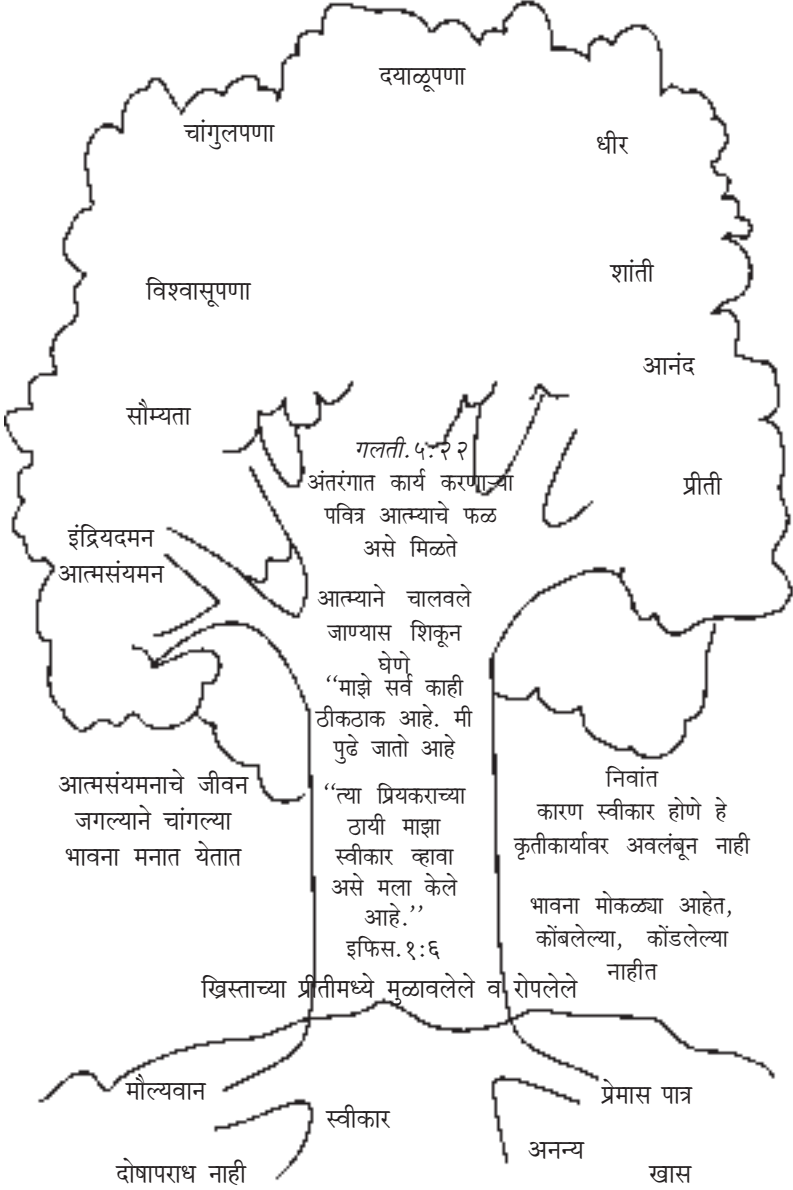 दयाळूपणा
चांगुलपणा
धीर
विश्वासूपणा
शांती
आनंद
सौम्यता
प्रीती
इंद्रियदमन
आत्मसंयमन
गलती.५:२२
अंतरंगात कार्य करणाऱ्या
पवित्र आत्म्याचे फळ
असे मिळते
आत्म्याने चालवले
जाण्यास शिकून
घेणे
‘‘माझे सर्व काही
ठीकठाक आहे. मी
पुढे जातो आहे
‘‘त्या प्रियकराच्या
ठायी माझा
स्वीकार व्हावा
असे मला केले
आहे.’’
इफिस.१:६
आत्मसंयमनाचे जीवन
जगल्याने चांगल्या
भावना मनात येतात
निवांत
कारण स्वीकार होणे हे
कृतीकार्यावर अवलंबून नाही
भावना मोकळ्या आहेत,
कोंबलेल्या, कोंडलेल्या
नाहीत
ख्रिस्ताच्या प्रीतीमध्ये मुळावलेले व रोपलेले
मौल्यवान
प्रेमास पात्र
स्वीकार
अनन्य
दोषापराध नाही
खास